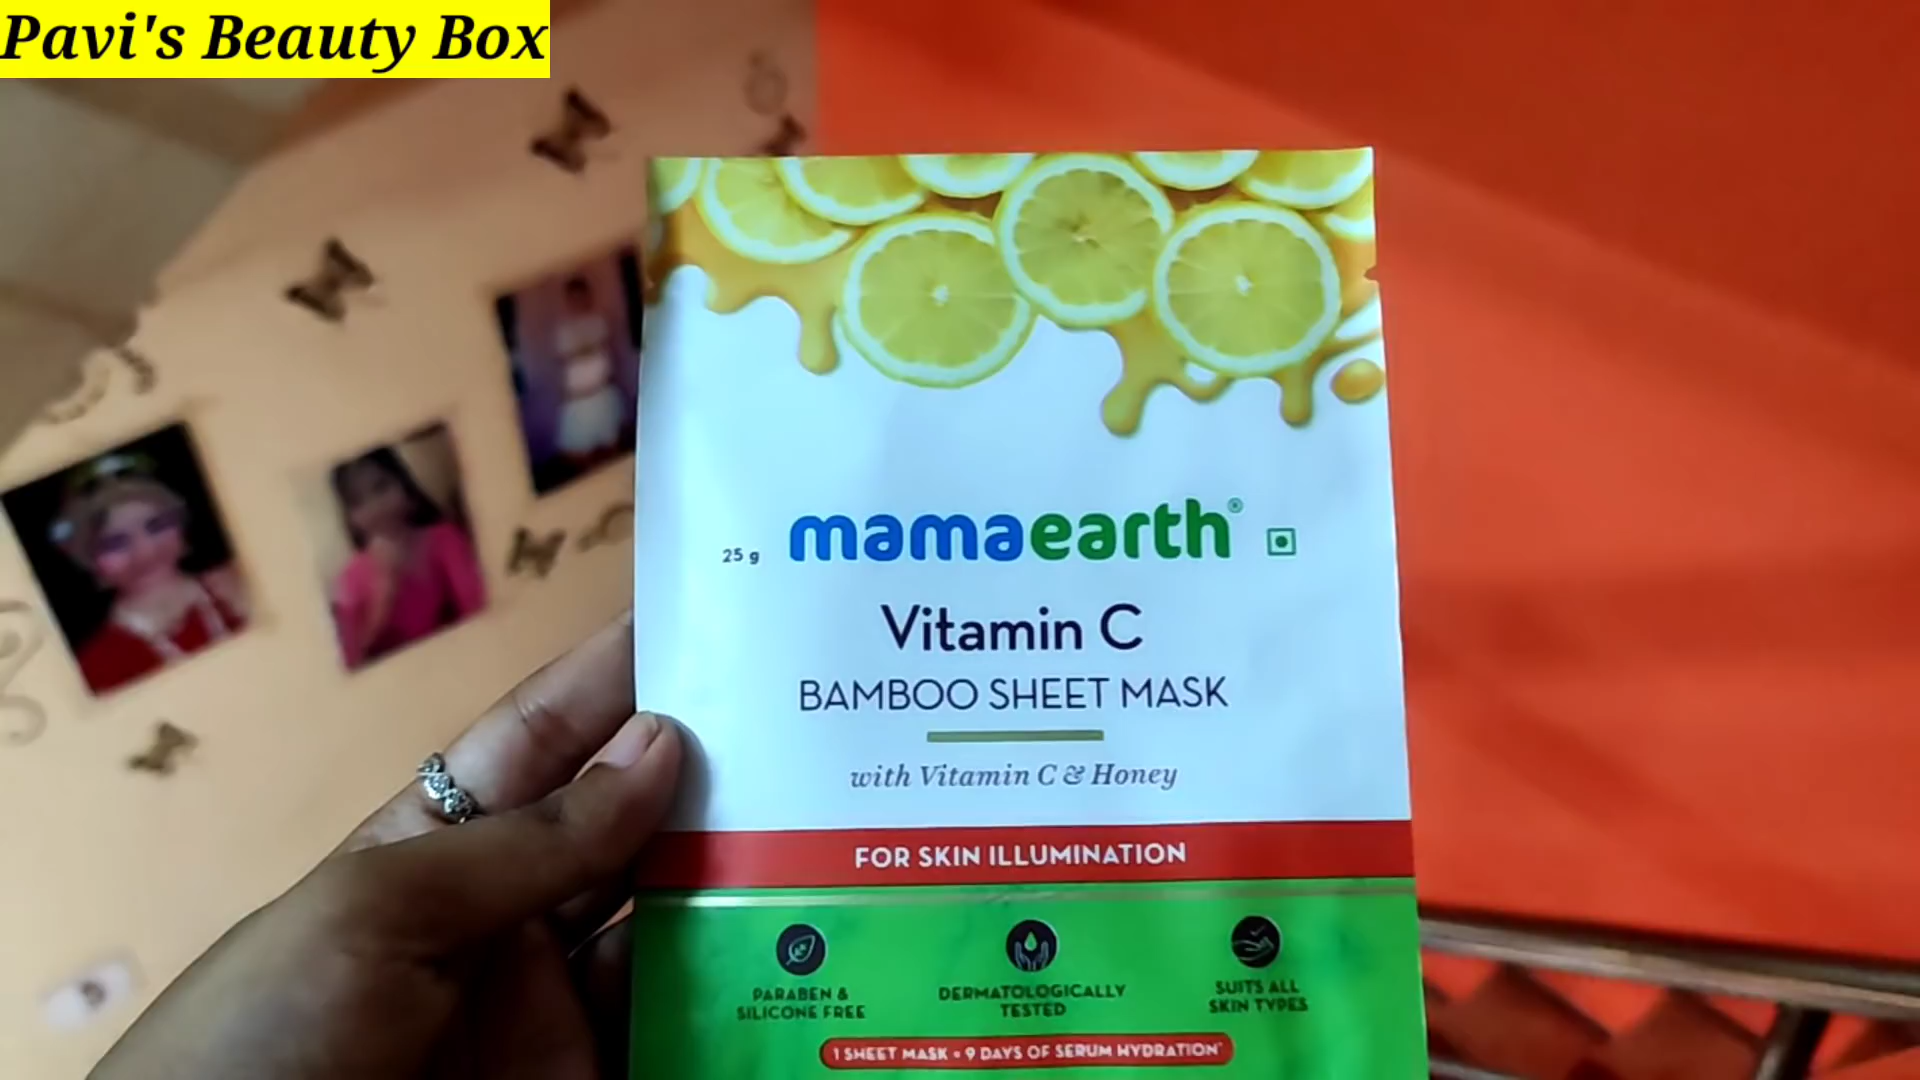 Pavi's Beauty Box
mamaearth®
25 g
Vitamin C
BAMBOO SHEET MASK
with Vitamin C & Honey
FOR SKIN ILLUMINATION
PARABEN &
SILICONE FREE
DERMATOLOGICALLY
TESTED
SUITS ALL
SKIN TYPES
1 SHEET MASK = 9 DAYS OF SERUM HYDRATION*